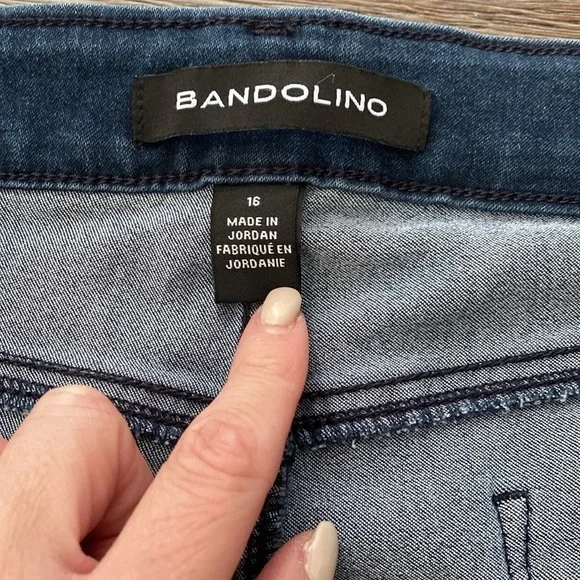 BANDOLINO
16
MADE IN
JORDAN
FABRIQUÉ EN
JORDANIE